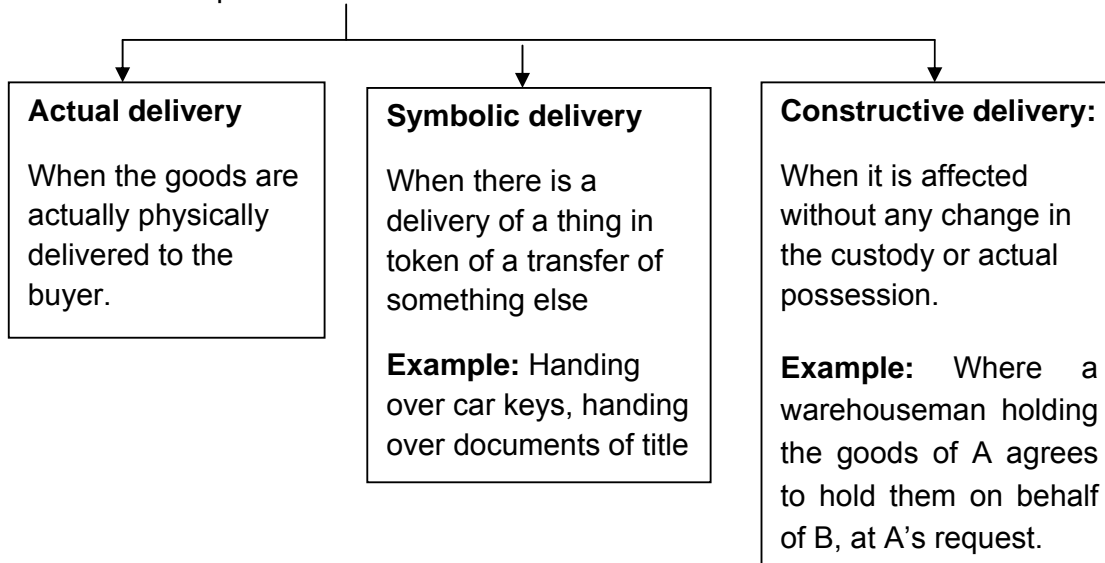 Actual delivery
When the goods are
actually physically
delivered to the
buyer.
Symbolic delivery
When there is a
delivery of a thing in
token of a transfer of
something else
Example: Handing
over car keys, handing
over documents of title
Constructive delivery:
When it is affected
without any change in
the custody or actual
possession.
Example: Where a
warehouseman holding
the goods of A agrees
to hold them on behalf
of B, at A’s request.